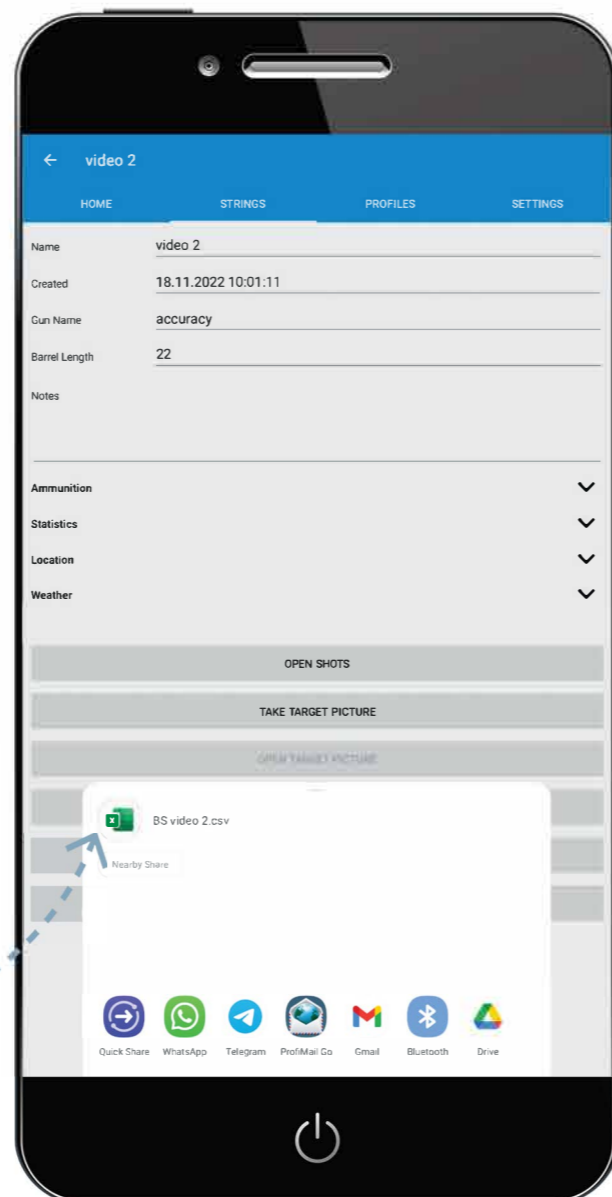 video 2
HOME STRINGS PROFILES SETTINGS
Name video 2
Created 18.11.2022 10:01:11
Gun Name accuracy
Barrel Length 22
Notes
Ammunition
Statistics
Location
Weather
OPEN SHOTS
TAKE TARGET PICTURE
OPEN TARGET PICTURE
BS video 2.csv
Nearby Share
Quick Share WhatsApp Telegram ProfiMail Go Gmail Bluetooth Drive